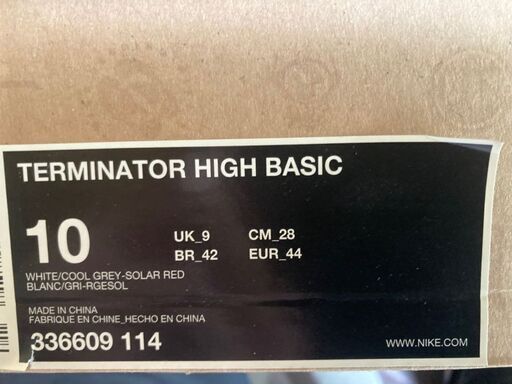 TERMINATOR HIGH BASIC
10 UK_9 CM_28
BR_42 EUR_44
WHITE/COOL GREY-SOLAR RED
BLANC/GRI-RGESOL
MADE IN CHINA
FABRIQUE EN CHINE_HECHO EN CHINA
336609 114 WWW.NIKE.COM